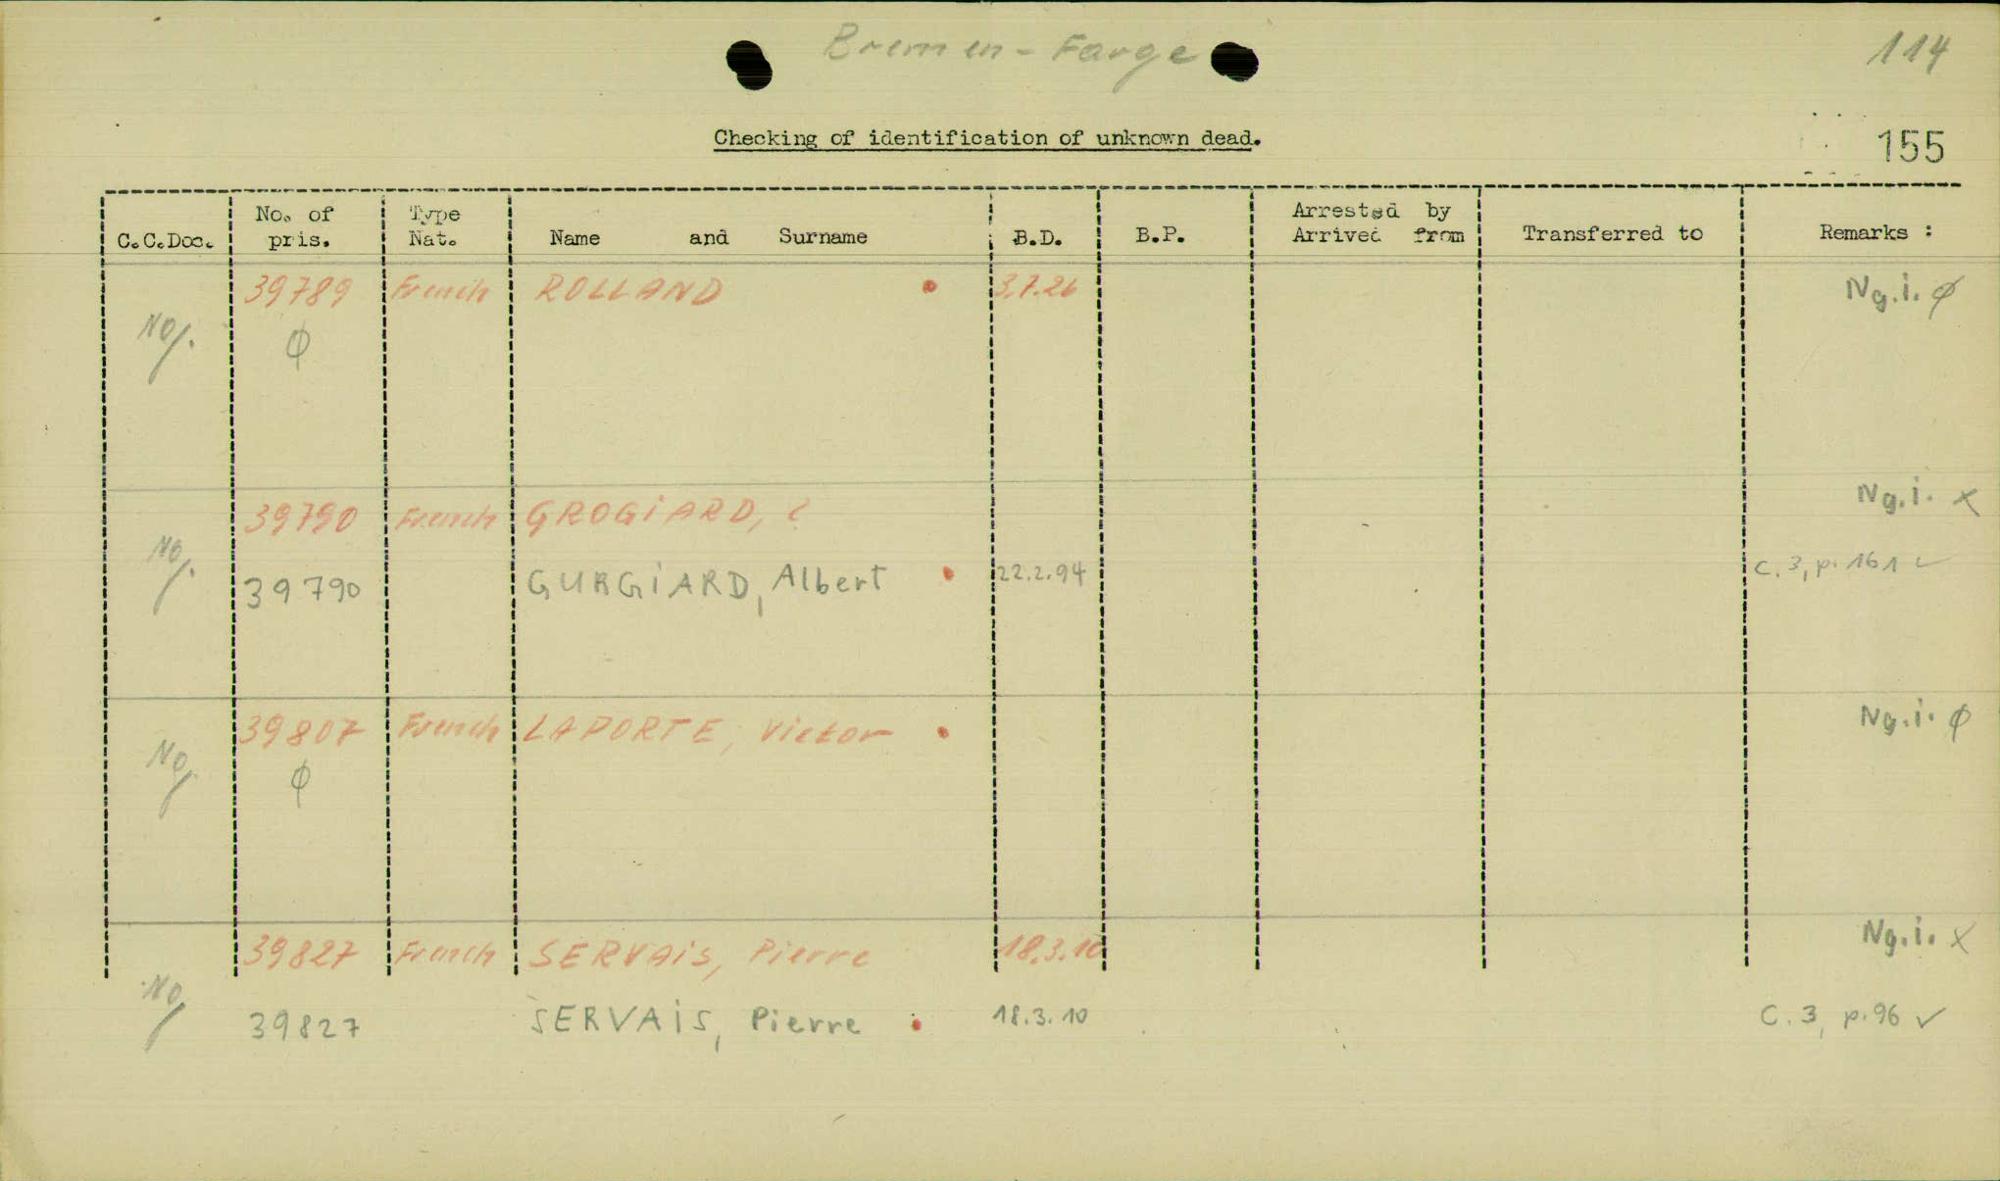 Bremen - Farge
114
Checking of identification of unknown dead.
155
C.C.Doc. No. of pris. Type Nat. Name and Surname B.D. B.P. Arrested by Arrived from Transferred to Remarks :
39789 French ROLLAND 3.7.26 Ng.i. ϕ
No. ϕ
39790 French GROGiARD, ? Ng.i. x
No. 39790 GURGiARD, Albert 22.2.94 C.3, p. 161 ✓
39807 French LAPORTE, Victor Ng.i. ϕ
No. ϕ
39827 French SERVAiS, Pierre 18.3.10 Ng.i. x
No. 39827 SERVAiS, Pierre 18.3.10 C.3, p.96 ✓